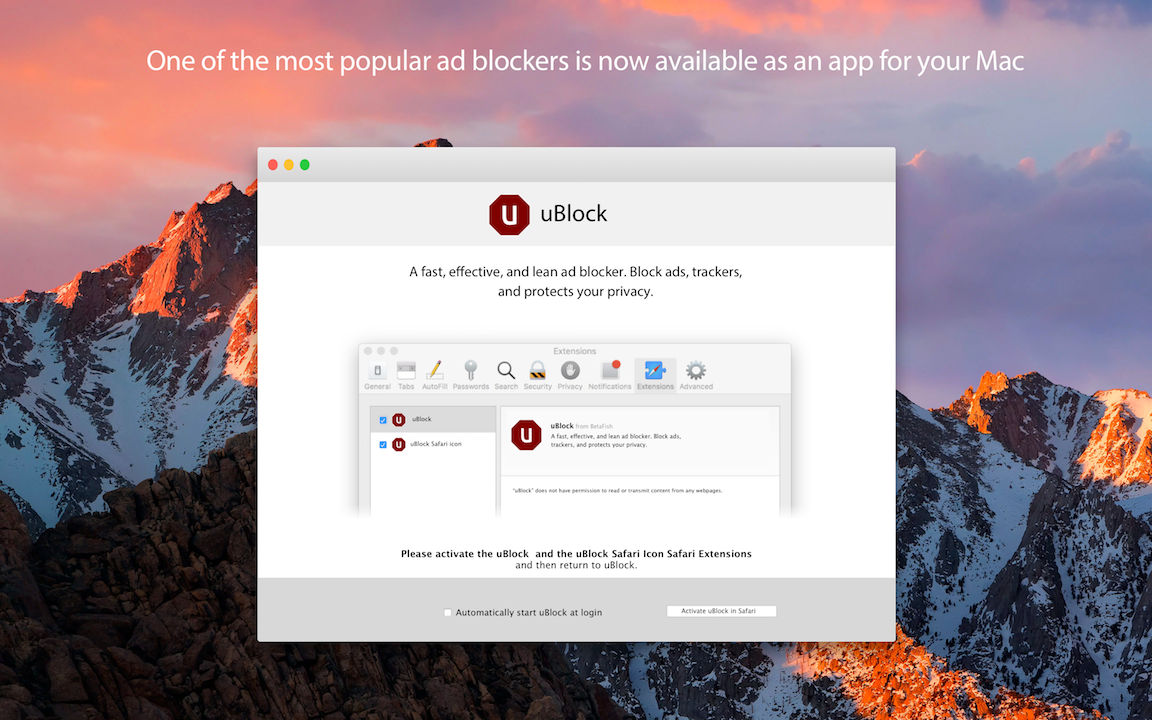 One of the most popular ad blockers is now available as an app for your Mac
U uBlock
A fast, effective, and lean ad blocker. Block ads, trackers,
and protects your privacy.
Extensions
General Tabs AutoFill Passwords Search Security Privacy Notifications Extensions Advanced
U uBlock
U uBlock Safari icon
U
uBlock from BetaFish
A fast, effective, and lean ad blocker. Block ads,
trackers, and protects your privacy.
"uBlock" does not have permission to read or transmit content from any webpages.
Please activate the uBlock and the uBlock Safari Icon Safari Extensions
and then return to uBlock.
Automatically start uBlock at login
Activate uBlock in Safari